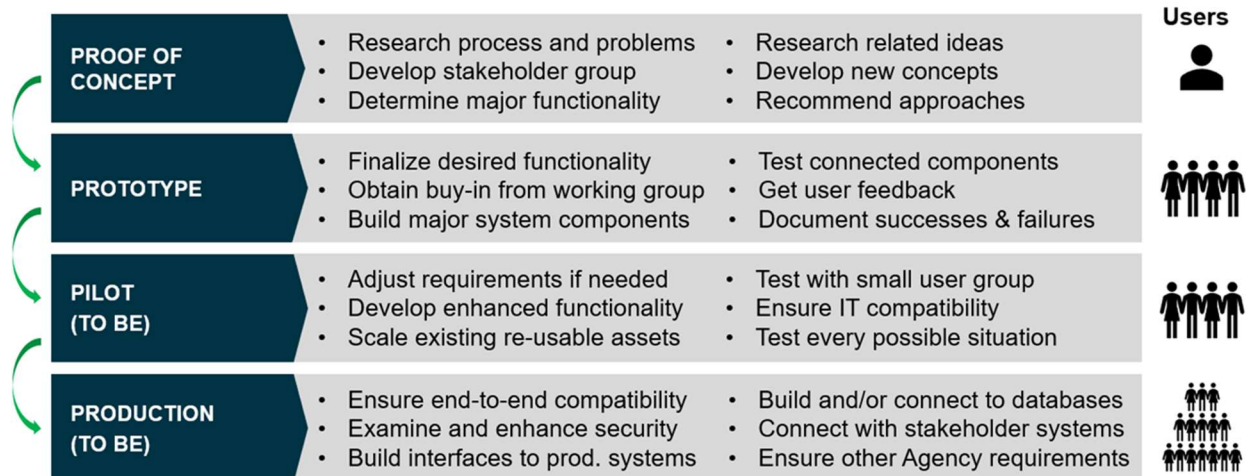 Users
PROOF OF
CONCEPT
• Research process and problems
• Develop stakeholder group
• Determine major functionality
• Research related ideas
• Develop new concepts
• Recommend approaches
PROTOTYPE
• Finalize desired functionality
• Obtain buy-in from working group
• Build major system components
• Test connected components
• Get user feedback
• Document successes & failures
PILOT
(TO BE)
• Adjust requirements if needed
• Develop enhanced functionality
• Scale existing re-usable assets
• Test with small user group
• Ensure IT compatibility
• Test every possible situation
PRODUCTION
(TO BE)
• Ensure end-to-end compatibility
• Examine and enhance security
• Build interfaces to prod. systems
• Build and/or connect to databases
• Connect with stakeholder systems
• Ensure other Agency requirements